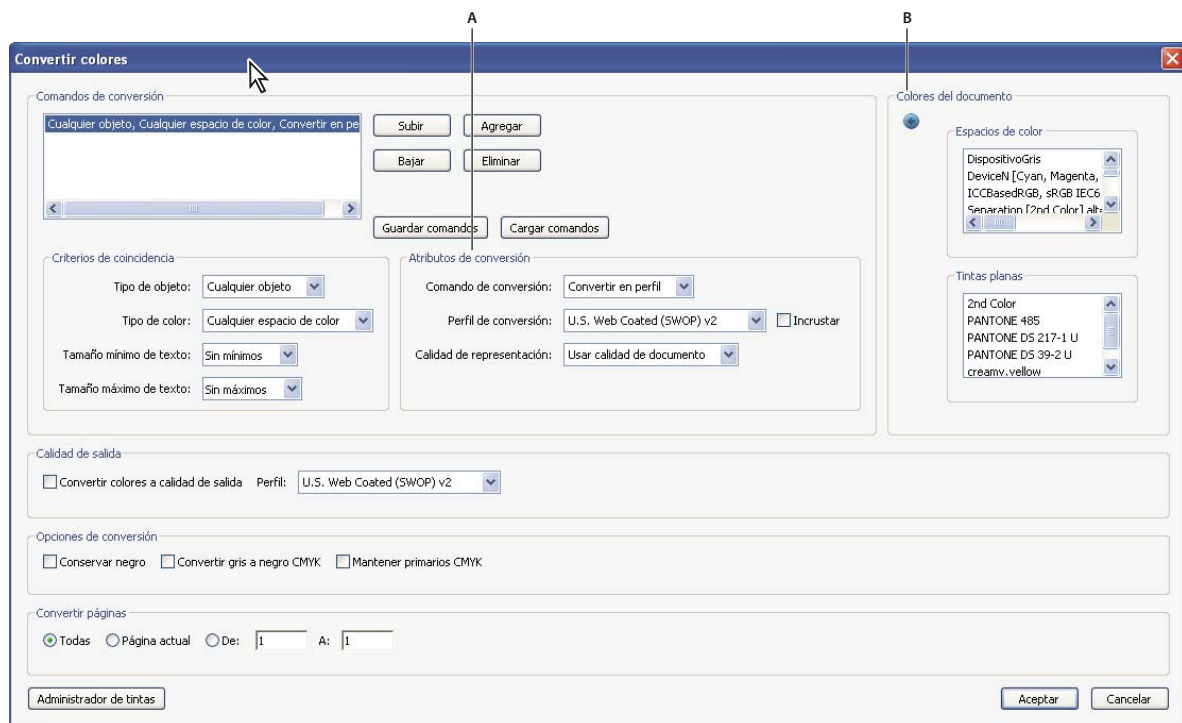 A
B
Convertir colores
Comandos de conversión
Cualquier objeto, Cualquier espacio de color, Convertir en pe
Subir
Agregar
Bajar
Eliminar
Guardar comandos
Cargar comandos
Criterios de coincidencia
Tipo de objeto: Cualquier objeto
Tipo de color: Cualquier espacio de color
Tamaño mínimo de texto: Sin mínimos
Tamaño máximo de texto: Sin máximos
Atributos de conversión
Comando de conversión: Convertir en perfil
Perfil de conversión: U.S. Web Coated (SWOP) v2 Incrustar
Calidad de representación: Usar calidad de documento
Colores del documento
Espacios de color
DispositivoGris
DeviceN [Cyan, Magenta,
ICCBasedRGB, sRGB IEC6
Separation [2nd Color] alt
Tintas planas
2nd Color
PANTONE 485
PANTONE DS 217-1 U
PANTONE DS 39-2 U
creamy.yellow
Calidad de salida
Convertir colores a calidad de salida Perfil: U.S. Web Coated (SWOP) v2
Opciones de conversión
Conservar negro Convertir gris a negro CMYK Mantener primarios CMYK
Convertir páginas
Todas Página actual De: 1 A: 1
Administrador de tintas
Aceptar
Cancelar